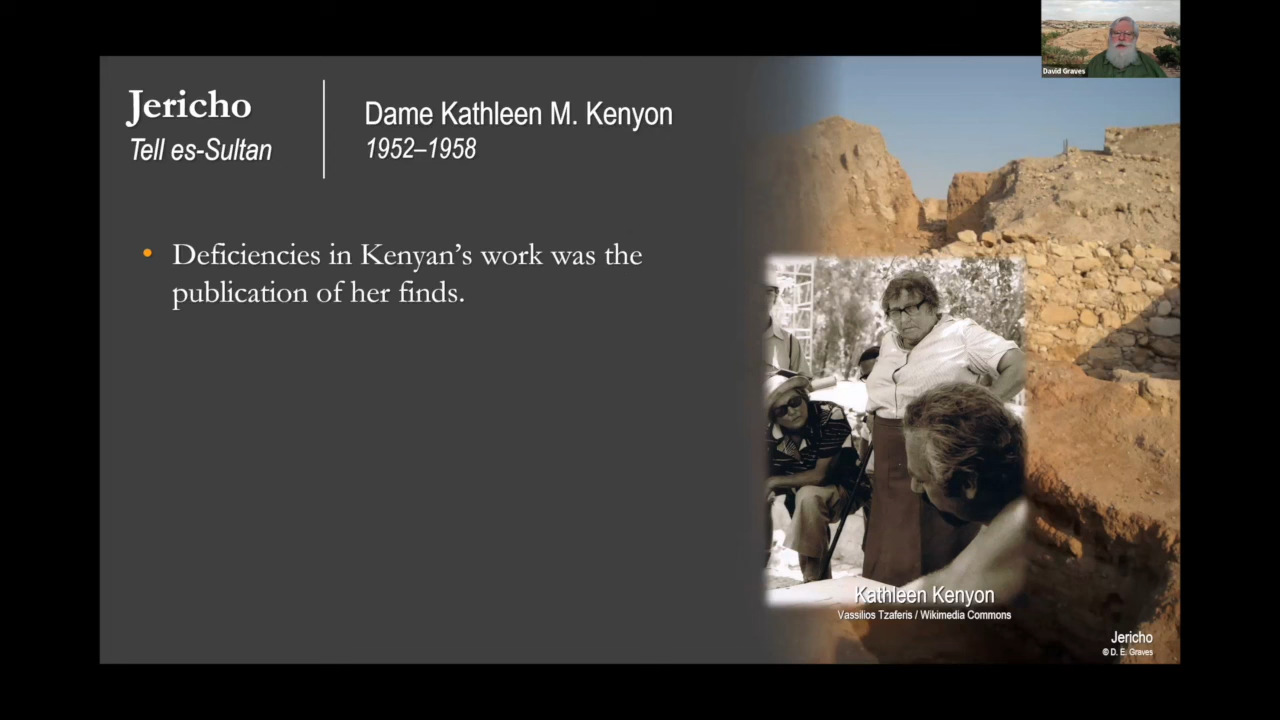 David Graves
Jericho
Tell es-Sultan
Dame Kathleen M. Kenyon
1952–1958
• Deficiencies in Kenyan’s work was the
publication of her finds.
Kathleen Kenyon
Vassilios Tzaferis / Wikimedia Commons
Jericho
© D. E. Graves